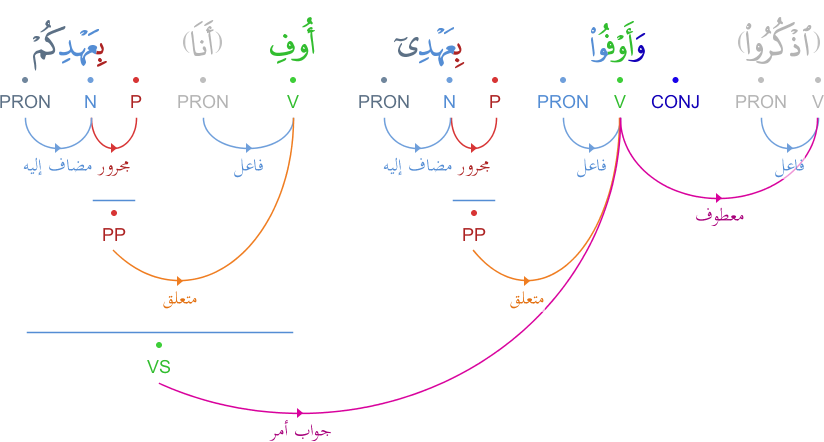 (ٱذْكُرُوا۟) وَأَوْفُوا۟ بِعَهْدِىٓ أُوفِ (أَنَا۠) بِعَهْدِكُمْ
V PRON CONJ V PRON P N PRON V PRON P N PRON
فاعل فاعل مجرور مضاف إليه فاعل مجرور مضاف إليه
معطوف
PP PP
متعلق متعلق
VS
جواب أمر